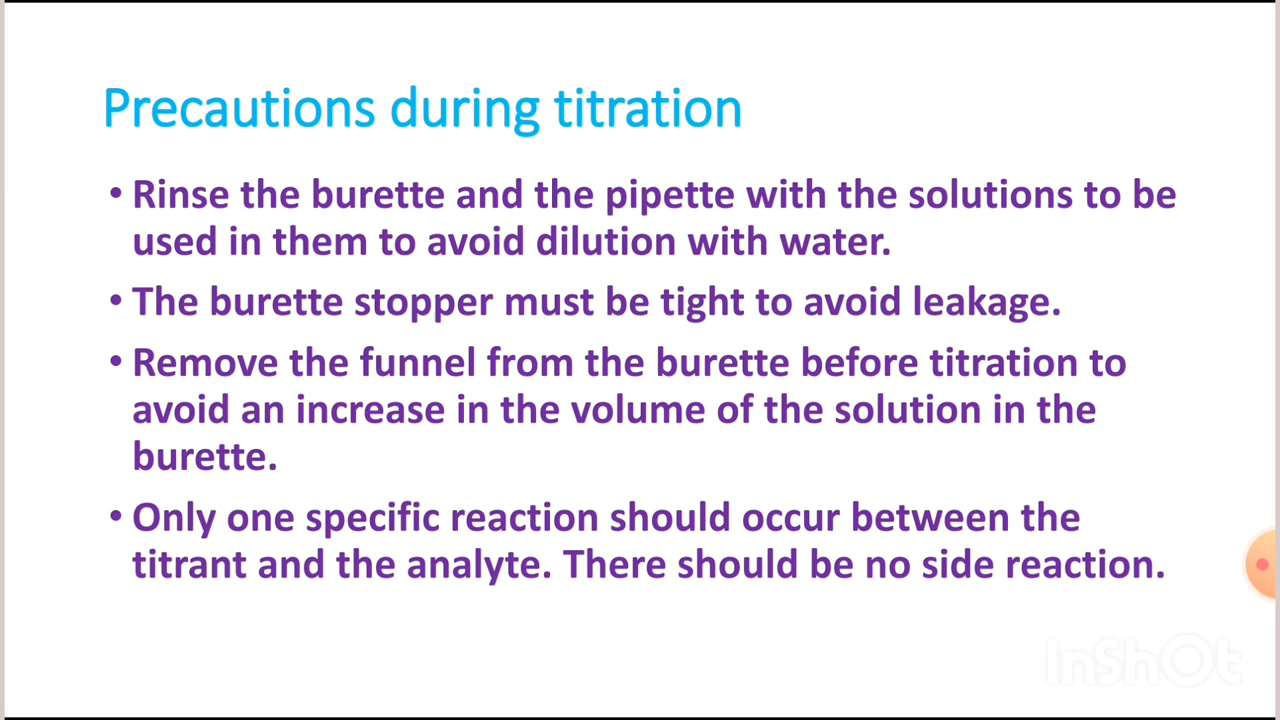 Precautions during titration
• Rinse the burette and the pipette with the solutions to be
used in them to avoid dilution with water.
• The burette stopper must be tight to avoid leakage.
• Remove the funnel from the burette before titration to
avoid an increase in the volume of the solution in the
burette.
• Only one specific reaction should occur between the
titrant and the analyte. There should be no side reaction.
InShOt